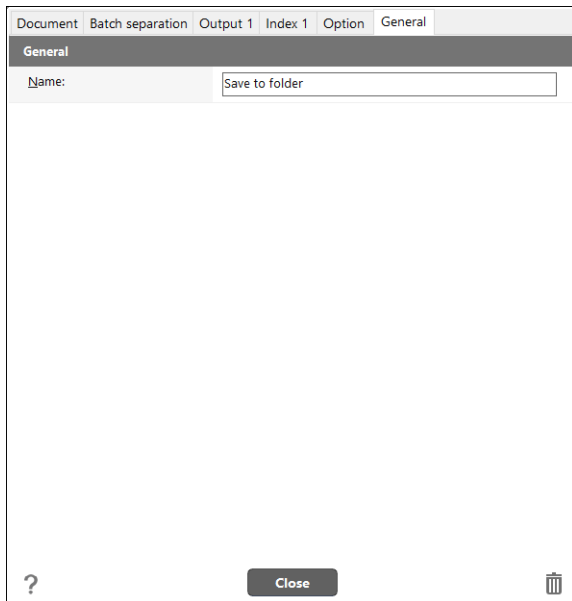 Document Batch separation Output 1 Index 1 Option General
General
Name: Save to folder
? Close